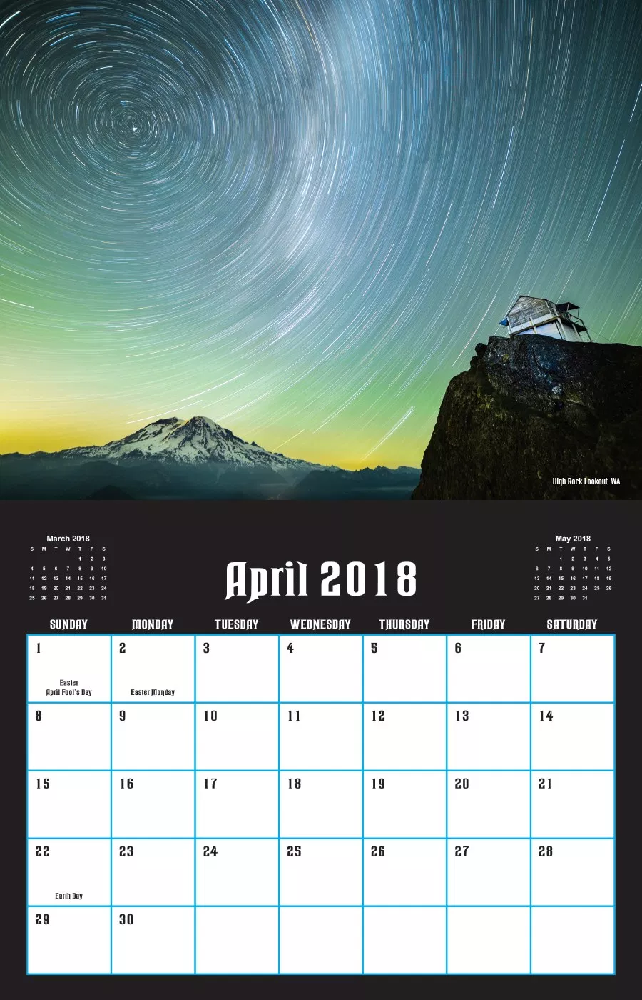 High Rock Lookout, WA
March 2018
S M T W T F S
1 2 3
4 5 6 7 8 9 10
11 12 13 14 15 16 17
18 19 20 21 22 23 24
25 26 27 28 29 30 31
April 2018
May 2018
S M T W T F S
1 2 3 4 5
6 7 8 9 10 11 12
13 14 15 16 17 18 19
20 21 22 23 24 25 26
27 28 29 30 31
SUNDAY MONDAY TUESDAY WEDNESDAY THURSDAY FRIDAY SATURDAY
1 2 3 4 5 6 7
Easter
April Fool's Day Easter Monday
8 9 10 11 12 13 14
15 16 17 18 19 20 21
22 23 24 25 26 27 28
Earth Day
29 30